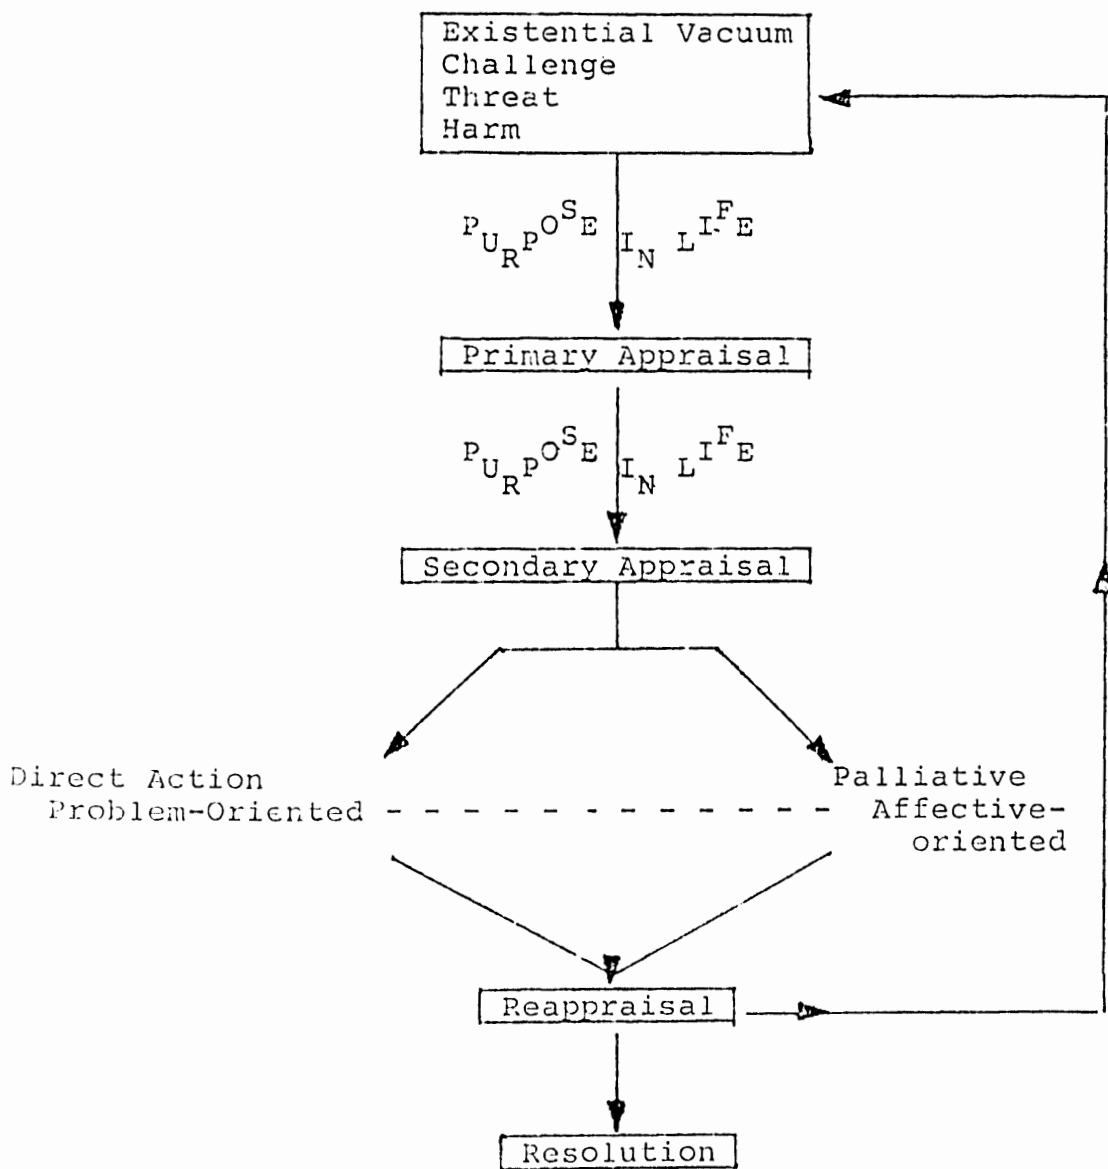 Existential Vacuum
Challenge
Threat
Harm
PURPOSE IN LIFE
Primary Appraisal
PURPOSE IN LIFE
Secondary Appraisal
Direct Action
Problem-Oriented
Palliative
Affective-
oriented
Reappraisal
Resolution